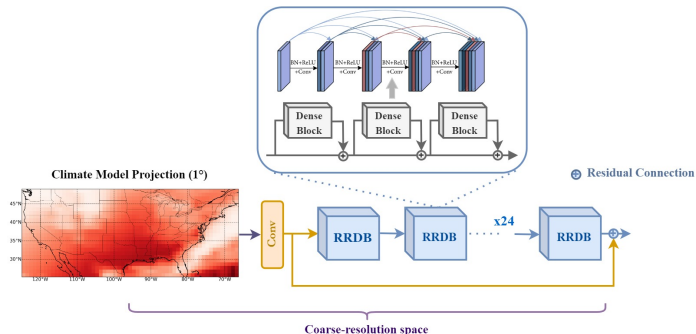 BN+ReLU BN+ReLU BN+ReLU BN+ReLU
+Conv +Conv +Conv +Conv
Dense Dense Dense
Block Block Block
Climate Model Projection (1°)
Residual Connection
45°N
40°N
35°N
30°N
120°W 110°W 100°W 90°W 80°W 70°W
Conv
RRDB RRDB x24 RRDB
Coarse-resolution space